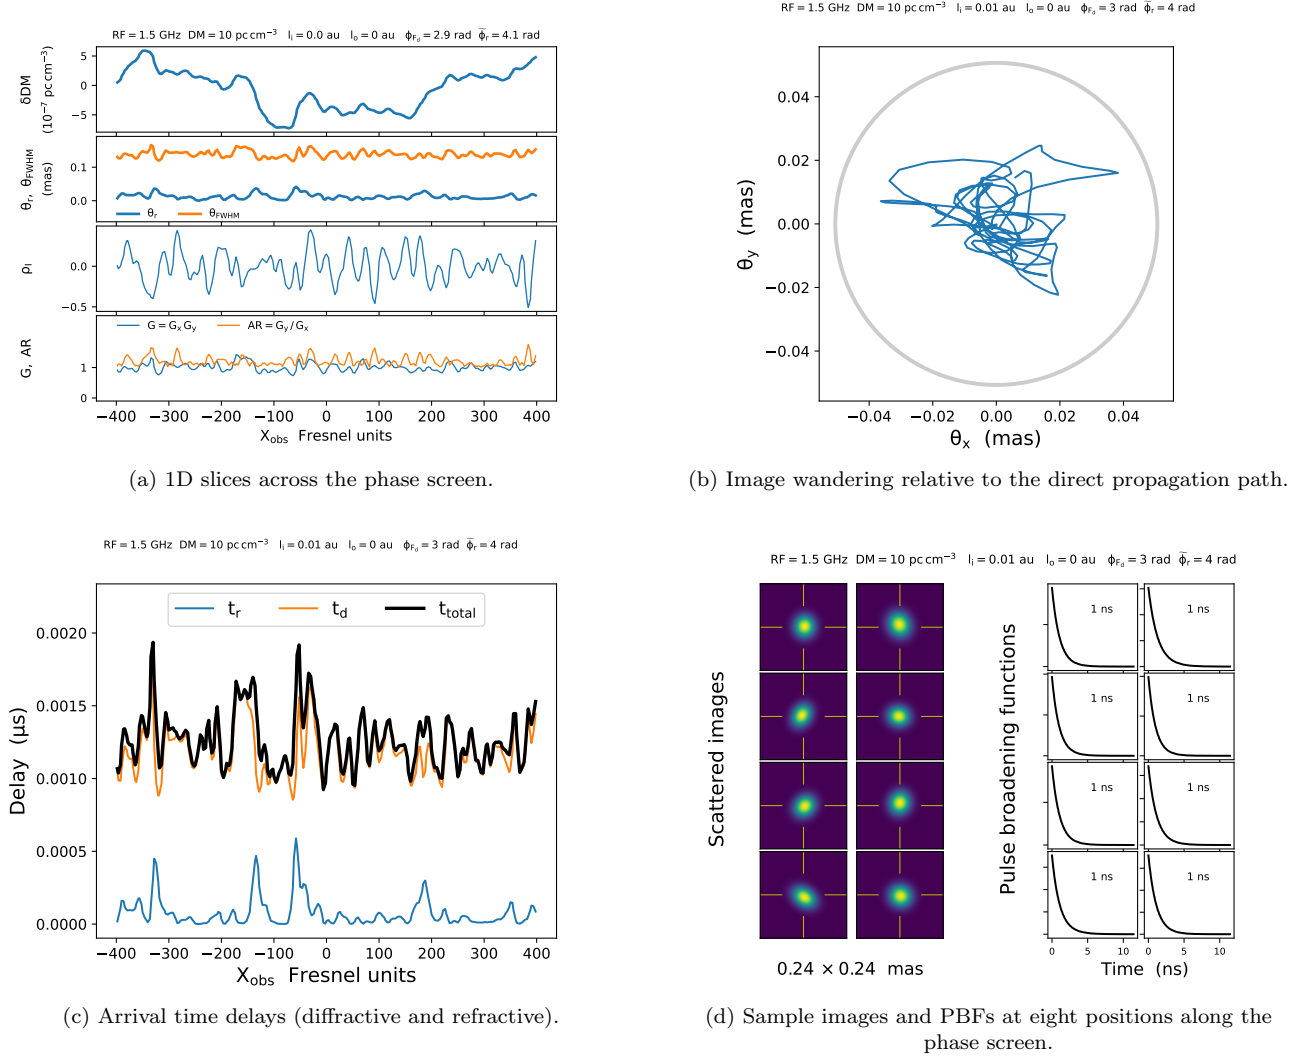 RF = 1.5 GHz DM = 10 pc cm⁻³ lᵢ = 0.0 au lₒ = 0 au ϕ_F_d = 2.9 rad ϕ̃ᵣ = 4.1 rad
δDM
(10⁻⁷ pc cm⁻³)
5
0
−5
θᵣ, θ_FWHM
(mas)
0.1
0.0
θᵣ θ_FWHM
ρ_l
0.0
−0.5
G, AR
G = GₓG_y AR = G_y / Gₓ
1
0
−400 −300 −200 −100 0 100 200 300 400
X_obs Fresnel units
(a) 1D slices across the phase screen.
RF = 1.5 GHz DM = 10 pc cm⁻³ lᵢ = 0.01 au lₒ = 0 au ϕ_F_d = 3 rad ϕ̃ᵣ = 4 rad
θ_y (mas)
0.04
0.02
0.00
−0.02
−0.04
−0.04 −0.02 0.00 0.02 0.04
θₓ (mas)
(b) Image wandering relative to the direct propagation path.
RF = 1.5 GHz DM = 10 pc cm⁻³ lᵢ = 0.01 au lₒ = 0 au ϕ_F_d = 3 rad ϕ̃ᵣ = 4 rad
tᵣ t_d t_total
Delay (μs)
0.0020
0.0015
0.0010
0.0005
0.0000
−400 −300 −200 −100 0 100 200 300 400
X_obs Fresnel units
(c) Arrival time delays (diffractive and refractive).
RF = 1.5 GHz DM = 10 pc cm⁻³ lᵢ = 0.01 au lₒ = 0 au ϕ_F_d = 3 rad ϕ̃ᵣ = 4 rad
Scattered images
0.24 × 0.24 mas
Pulse broadening functions
1 ns 1 ns
1 ns 1 ns
1 ns 1 ns
1 ns 1 ns
0 5 10 0 5 10
Time (ns)
(d) Sample images and PBFs at eight positions along the
phase screen.